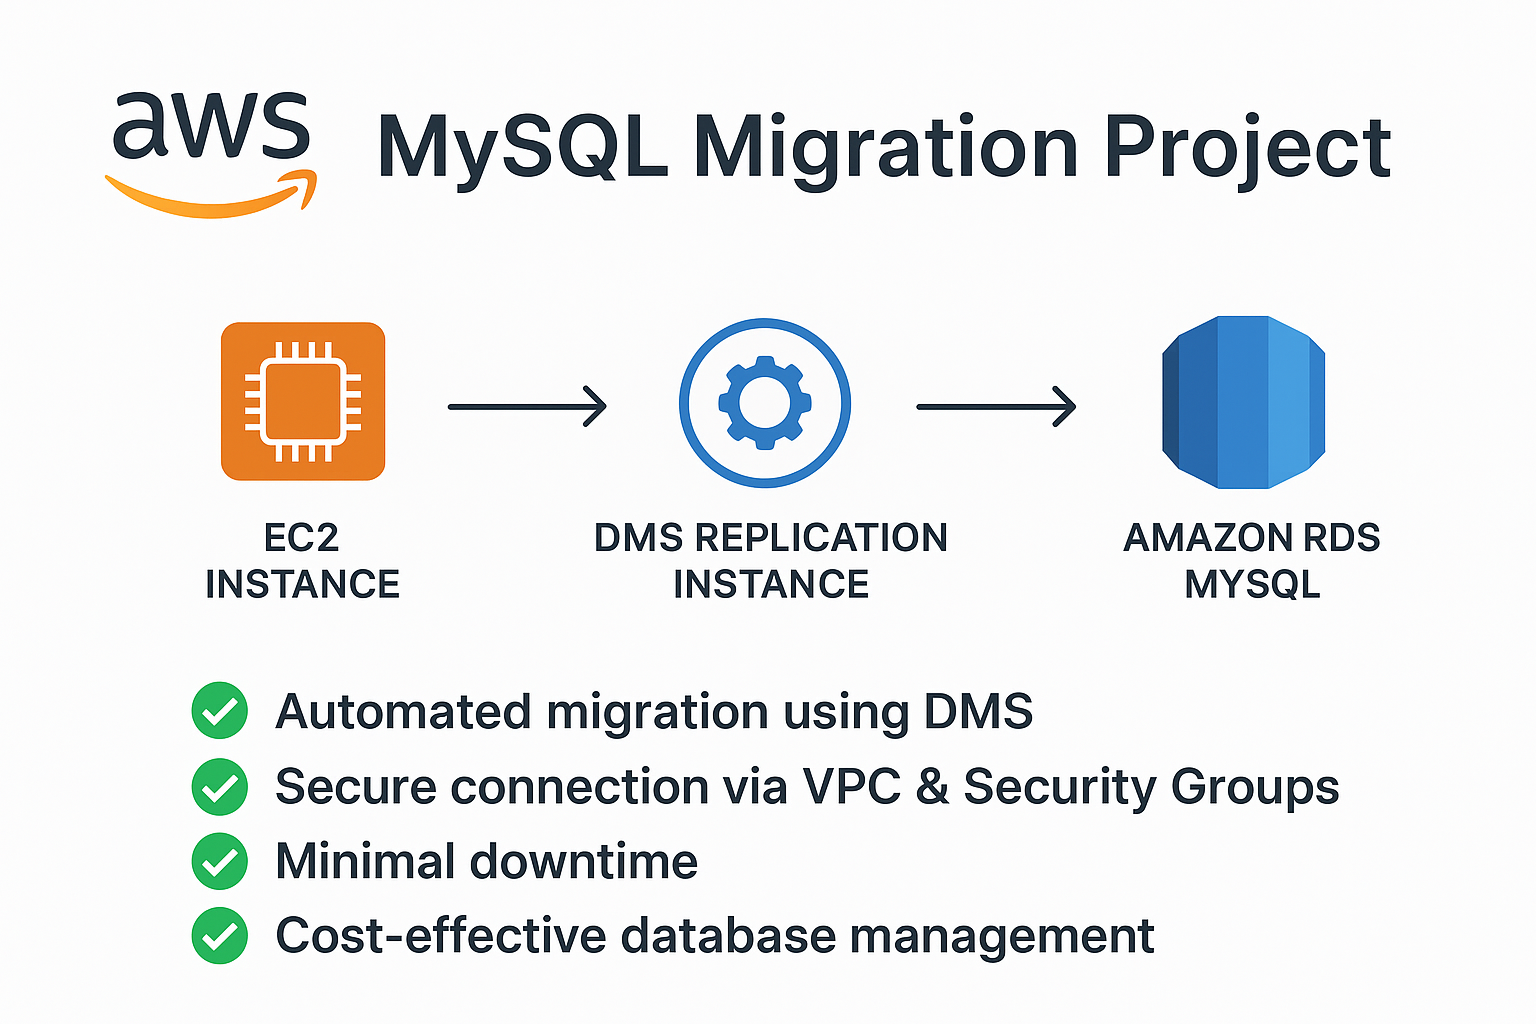 aws
MySQL Migration Project
EC2
INSTANCE
DMS REPLICATION
INSTANCE
AMAZON RDS
MYSQL
Automated migration using DMS
Secure connection via VPC & Security Groups
Minimal downtime
Cost-effective database management